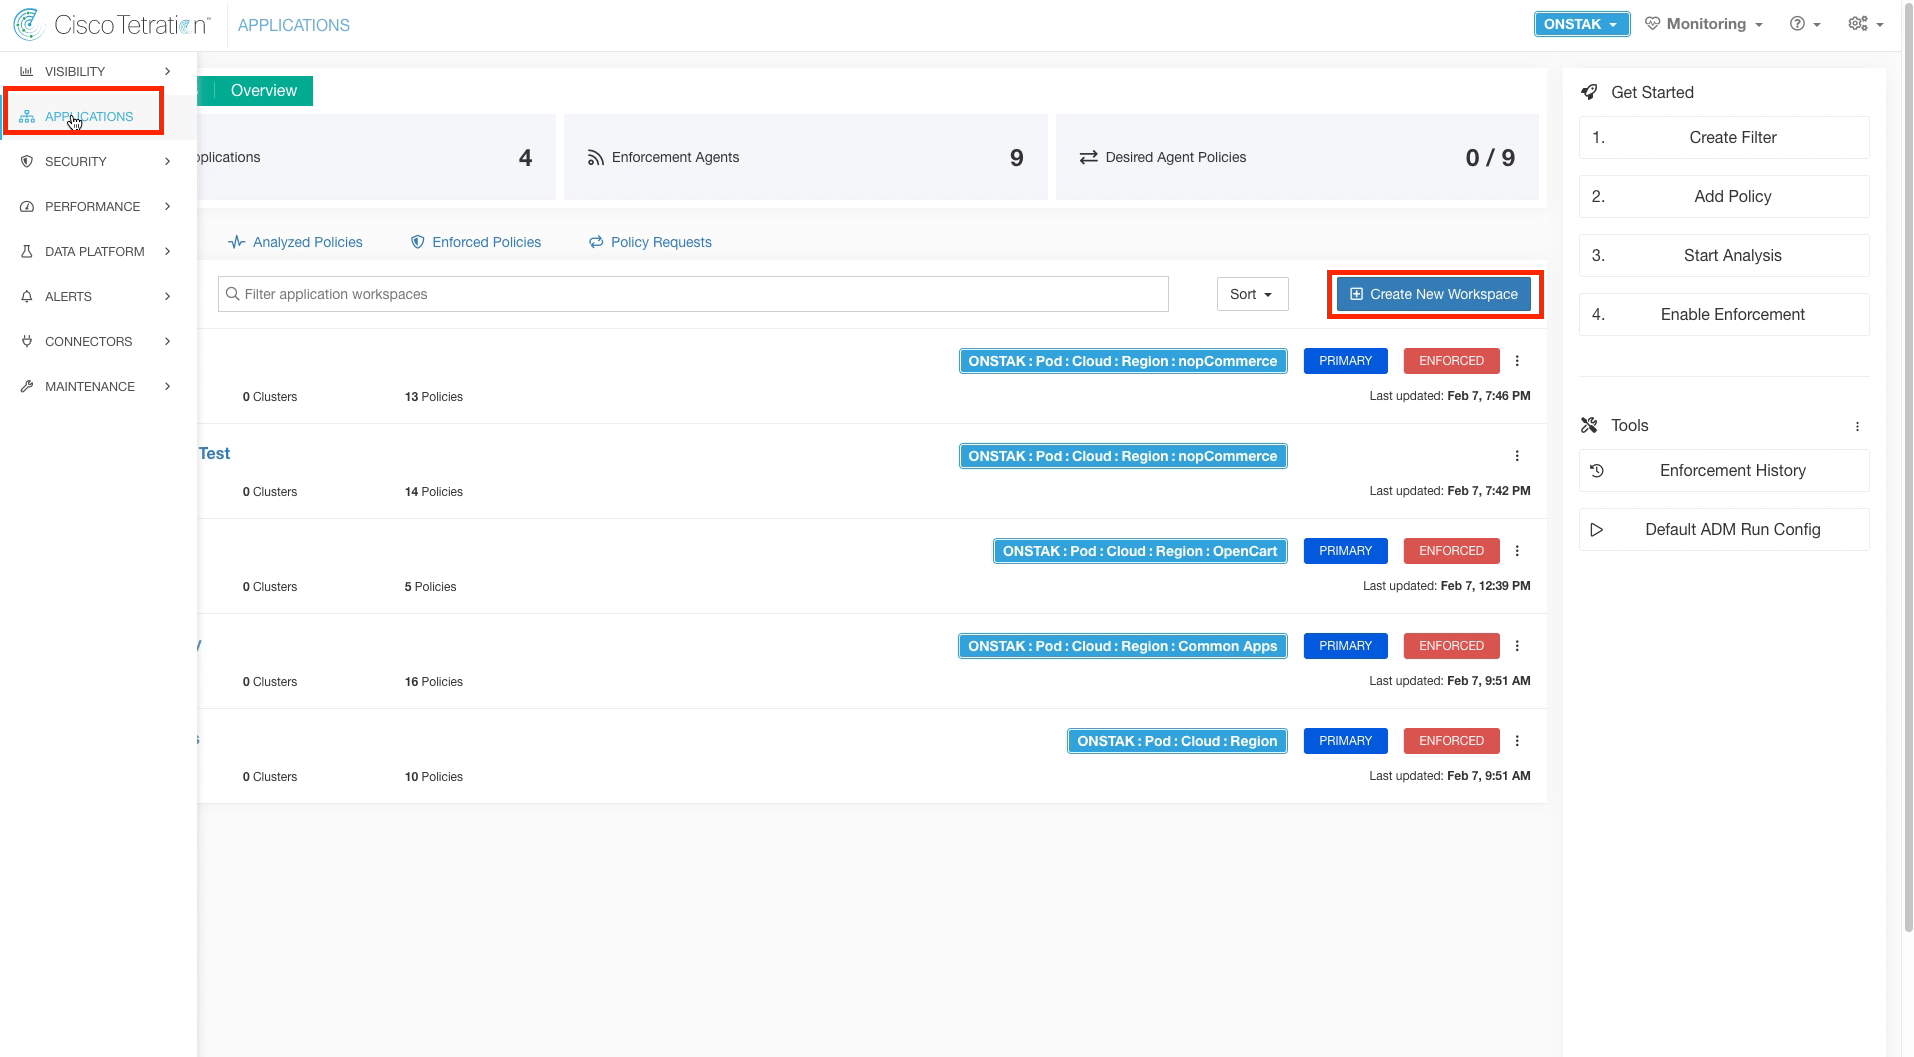 Cisco Tetration™
APPLICATIONS
ONSTAK
Monitoring
VISIBILITY
APPLICATIONS
SECURITY
PERFORMANCE
DATA PLATFORM
ALERTS
CONNECTORS
MAINTENANCE
Overview
plications 4
Enforcement Agents 9
Desired Agent Policies 0 / 9
Analyzed Policies
Enforced Policies
Policy Requests
Filter application workspaces
Sort
Create New Workspace
ONSTAK : Pod : Cloud : Region : nopCommerce PRIMARY ENFORCED
0 Clusters 13 Policies Last updated: Feb 7, 7:46 PM
Test ONSTAK : Pod : Cloud : Region : nopCommerce
0 Clusters 14 Policies Last updated: Feb 7, 7:42 PM
ONSTAK : Pod : Cloud : Region : OpenCart PRIMARY ENFORCED
0 Clusters 5 Policies Last updated: Feb 7, 12:39 PM
ONSTAK : Pod : Cloud : Region : Common Apps PRIMARY ENFORCED
0 Clusters 16 Policies Last updated: Feb 7, 9:51 AM
ONSTAK : Pod : Cloud : Region PRIMARY ENFORCED
0 Clusters 10 Policies Last updated: Feb 7, 9:51 AM
Get Started
1. Create Filter
2. Add Policy
3. Start Analysis
4. Enable Enforcement
Tools
Enforcement History
Default ADM Run Config